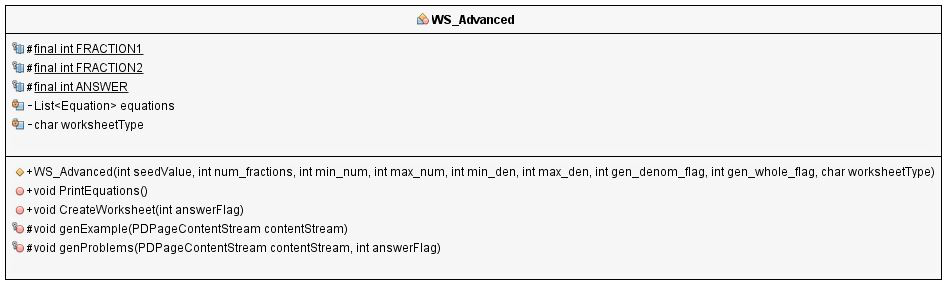 WS_Advanced
#final int FRACTION1
#final int FRACTION2
#final int ANSWER
-List<Equation> equations
-char worksheetType
+WS_Advanced(int seedValue, int num_fractions, int min_num, int max_num, int min_den, int max_den, int gen_denom_flag, int gen_whole_flag, char worksheetType)
+void PrintEquations()
+void CreateWorksheet(int answerFlag)
#void genExample(PDPageContentStream contentStream)
#void genProblems(PDPageContentStream contentStream, int answerFlag)